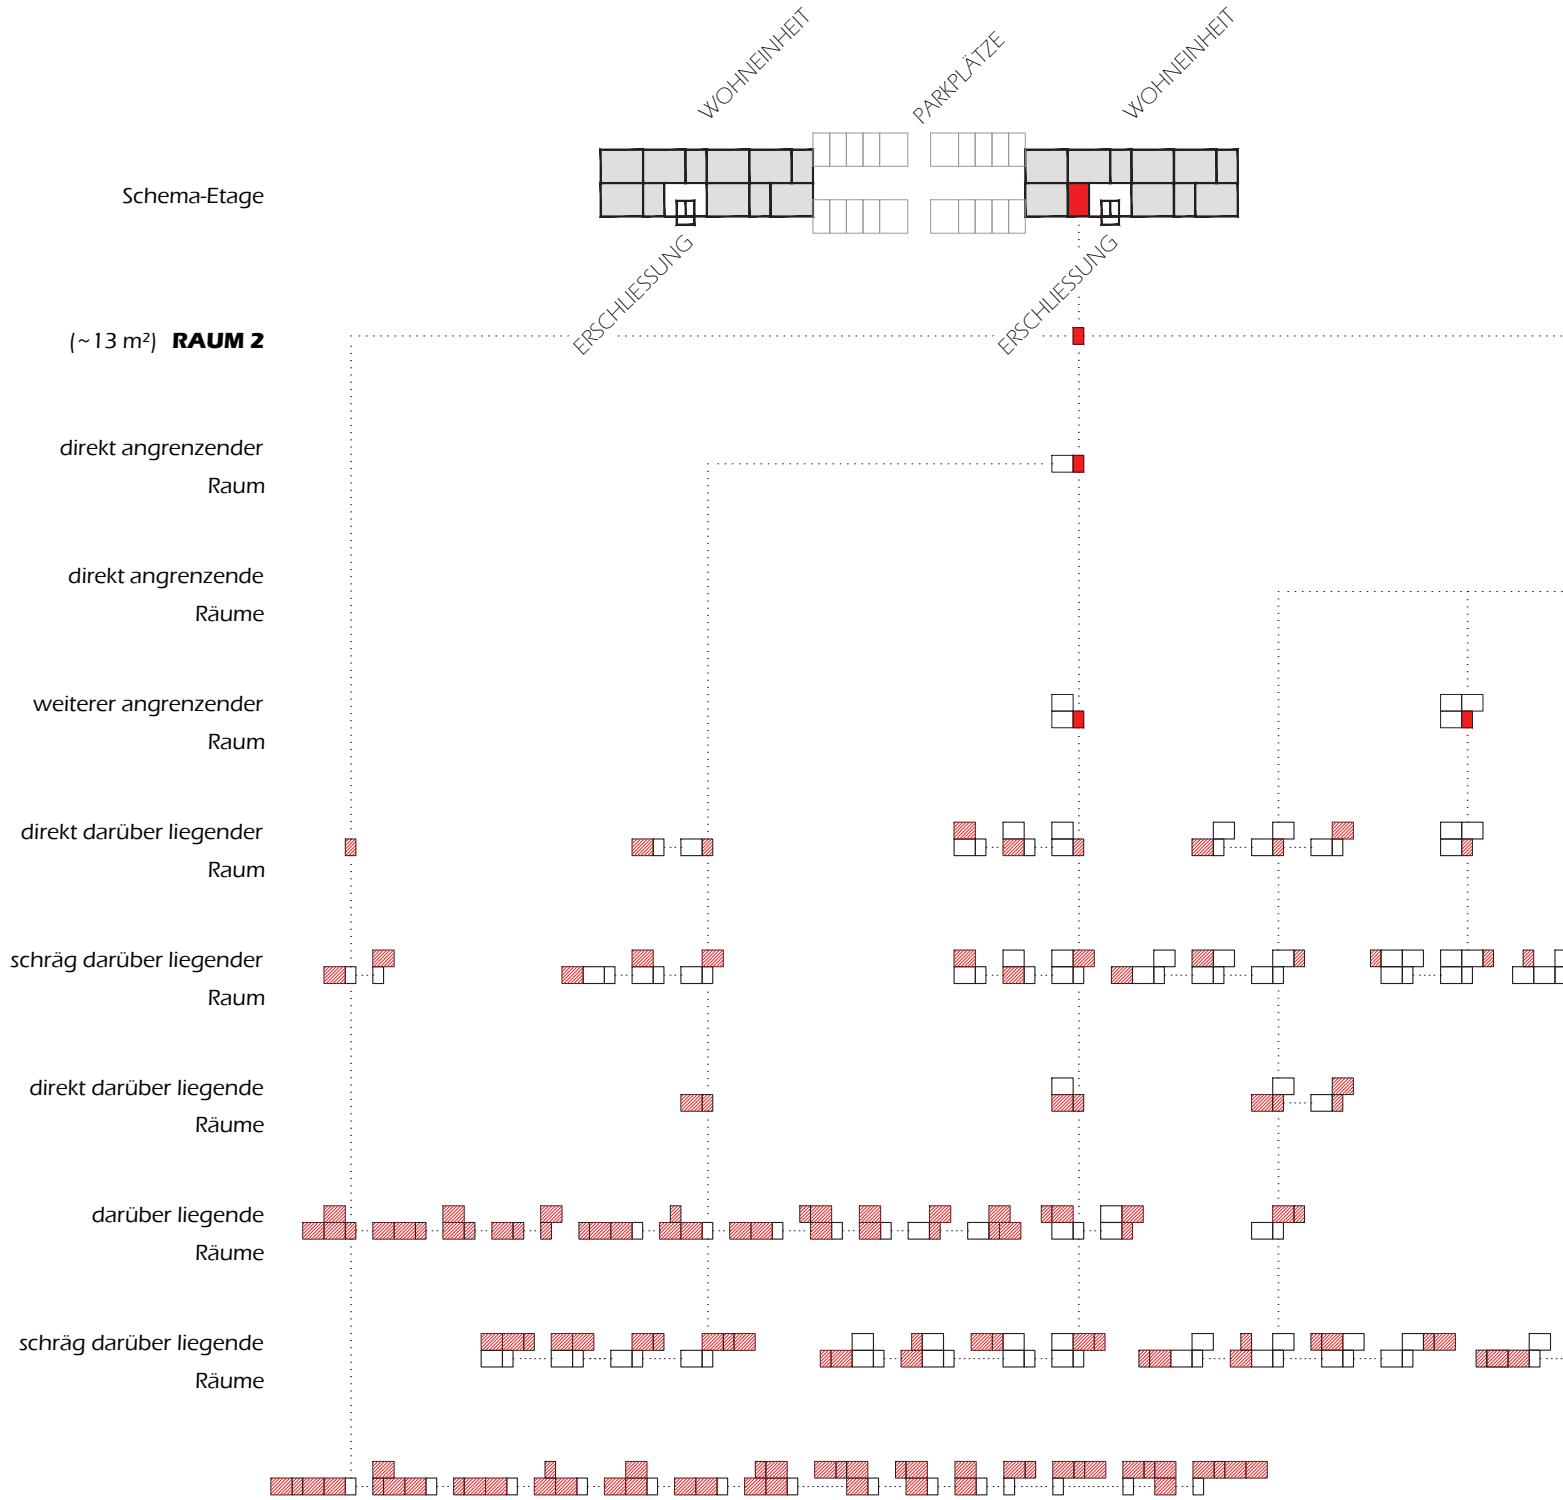 WOHNEINHEIT
PARKPLÄTZE
WOHNEINHEIT
Schema-Etage
ERSCHLIESSUNG
ERSCHLIESSUNG
(~13 m²) RAUM 2
direkt angrenzender
Raum
direkt angrenzende
Räume
weiterer angrenzender
Raum
direkt darüber liegender
Raum
schräg darüber liegender
Raum
direkt darüber liegende
Räume
darüber liegende
Räume
schräg darüber liegende
Räume